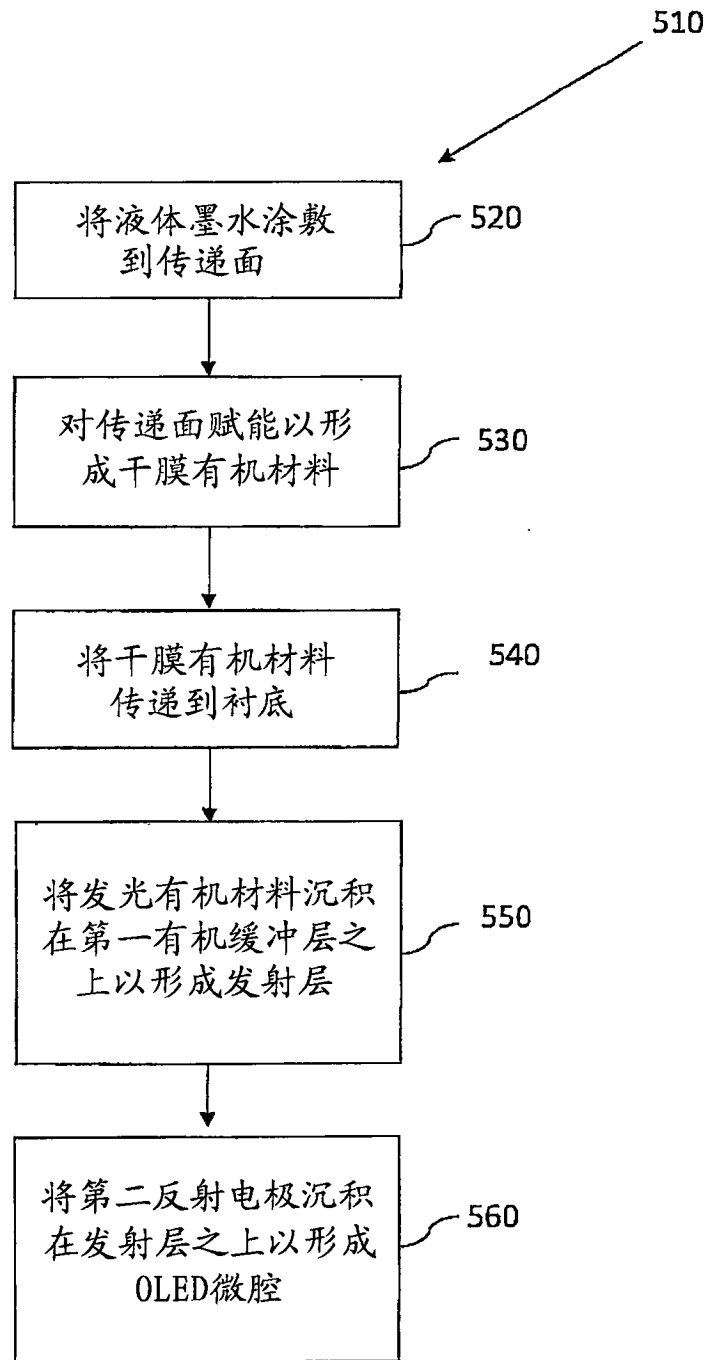 510
将液体墨水涂敷
到传递面
520
对传递面赋能以形
成干膜有机材料
530
将干膜有机材料
传递到衬底
540
将发光有机材料沉积
在第一有机缓冲层之
上以形成发射层
550
将第二反射电极沉积
在发射层之上以形成
OLED微腔
560